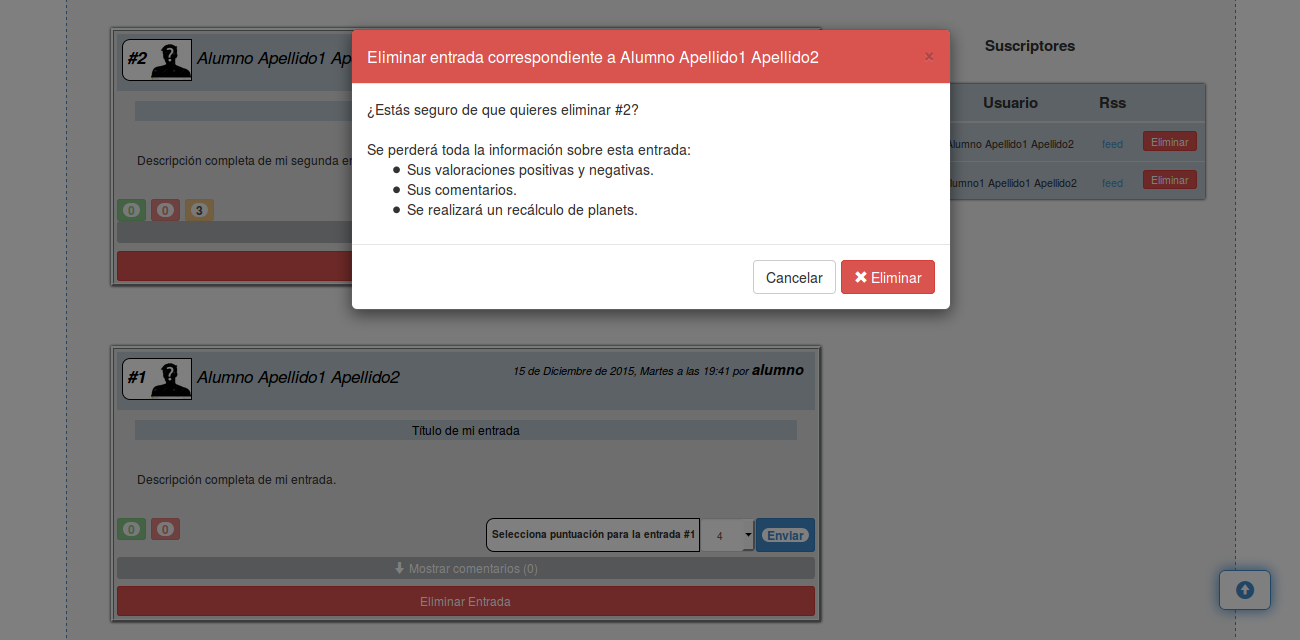 Eliminar entrada correspondiente a Alumno Apellido1 Apellido2
×
¿Estás seguro de que quieres eliminar #2?
Se perderá toda la información sobre esta entrada:
Sus valoraciones positivas y negativas.
Sus comentarios.
Se realizará un recálculo de planets.
Cancelar
Eliminar
#2
Alumno Apellido1 Ap
Descripción completa de mi segunda en
0 0 3
#1
Alumno Apellido1 Apellido2
15 de Diciembre de 2015, Martes a las 19:41 por alumno
Título de mi entrada
Descripción completa de mi entrada.
0 0
Selecciona puntuación para la entrada #1 4 Enviar
Mostrar comentarios (0)
Eliminar Entrada
Suscriptores
Usuario Rss
Alumno Apellido1 Apellido2 feed Eliminar
lumno1 Apellido1 Apellido2 feed Eliminar